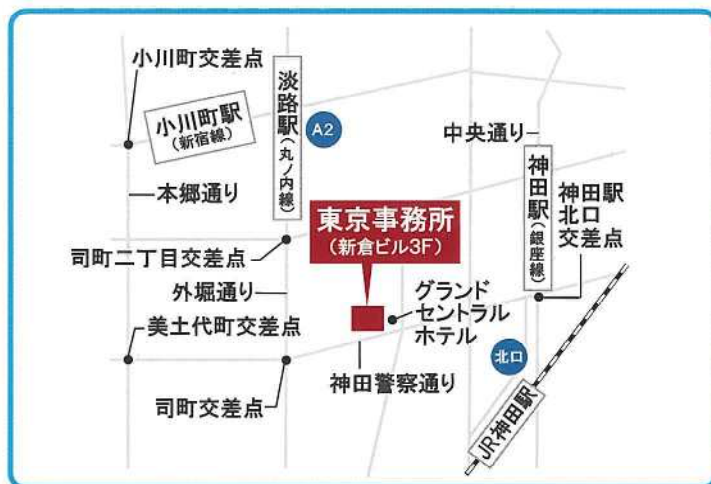 小川町交差点
小川町駅
(新宿線)
淡路駅(丸ノ内線)
A2
中央通り
神田駅(銀座線)
神田駅
北口
交差点
本郷通り
東京事務所
(新倉ビル3F)
司町二丁目交差点
外堀通り
グランド
セントラル
ホテル
美土代町交差点
神田警察通り
北口
司町交差点
JR神田駅